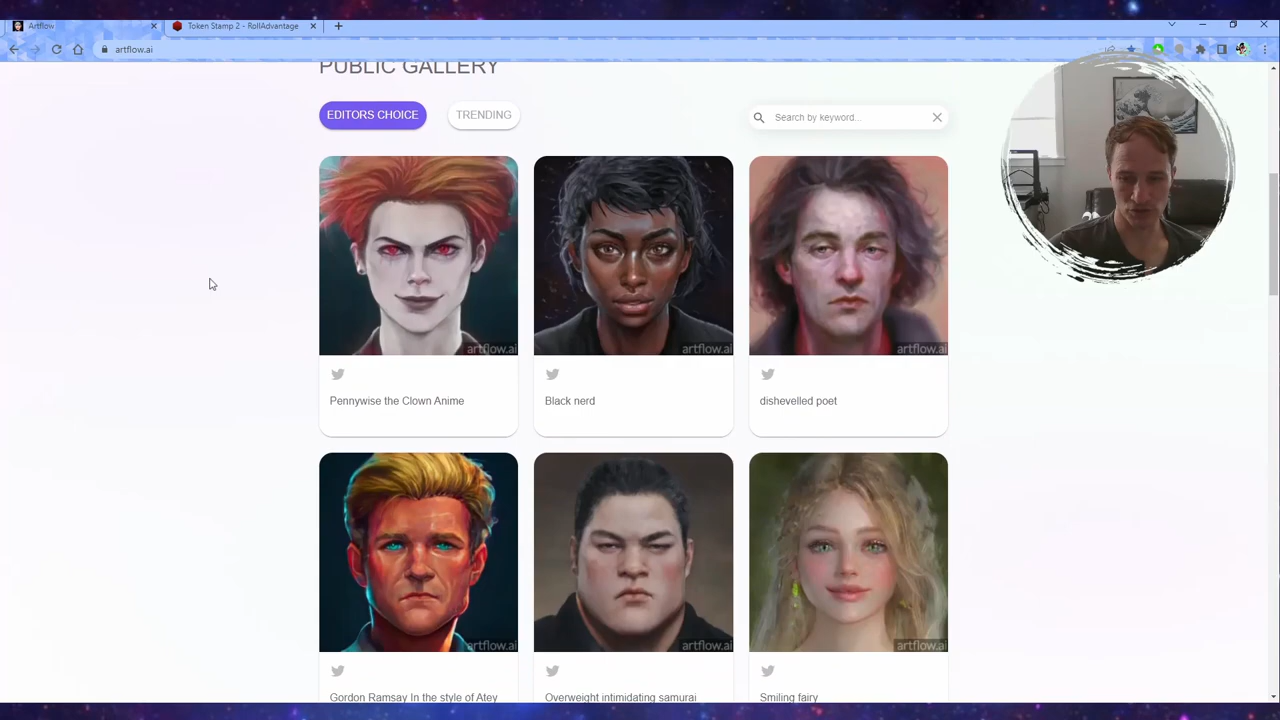 Artflow
Token Stamp 2 - RollAdvantage
artflow.ai
PUBLIC GALLERY
EDITORS CHOICE
TRENDING
Search by keyword...
artflow.ai
artflow.ai
artflow.ai
Pennywise the Clown Anime
Black nerd
dishevelled poet
artflow.ai
artflow.ai
artflow.ai
Gordon Ramsay In the style of Atey
Overweight intimidating samurai
Smiling fairy